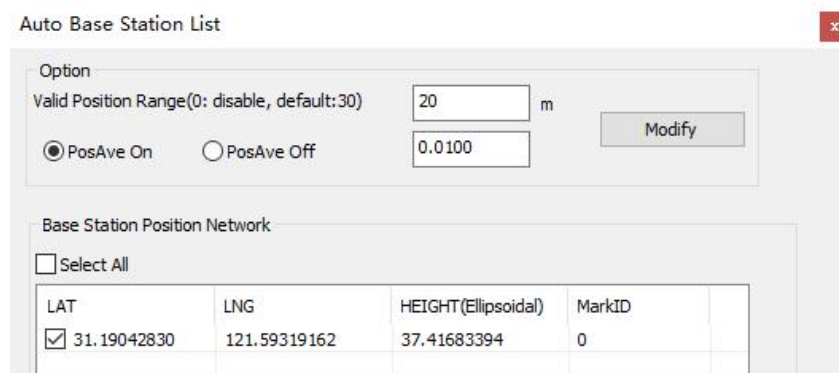 Auto Base Station List
x
Option
Valid Position Range(0: disable, default:30) 20 m
Modify
PosAve On PosAve Off 0.0100
Base Station Position Network
Select All
LAT LNG HEIGHT(Ellipsoidal) MarkID
31.19042830 121.59319162 37.41683394 0